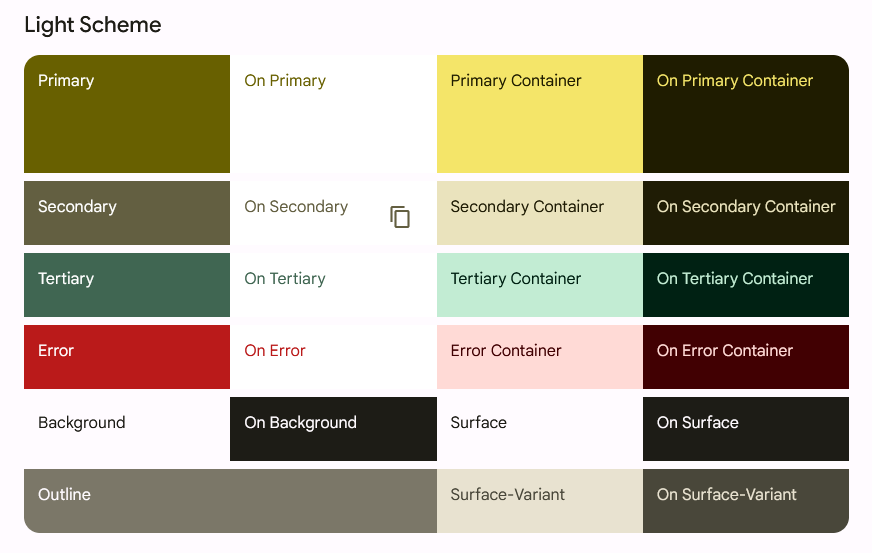 Light Scheme
Primary
On Primary
Primary Container
On Primary Container
Secondary
On Secondary
Secondary Container
On Secondary Container
Tertiary
On Tertiary
Tertiary Container
On Tertiary Container
Error
On Error
Error Container
On Error Container
Background
On Background
Surface
On Surface
Outline
Surface-Variant
On Surface-Variant